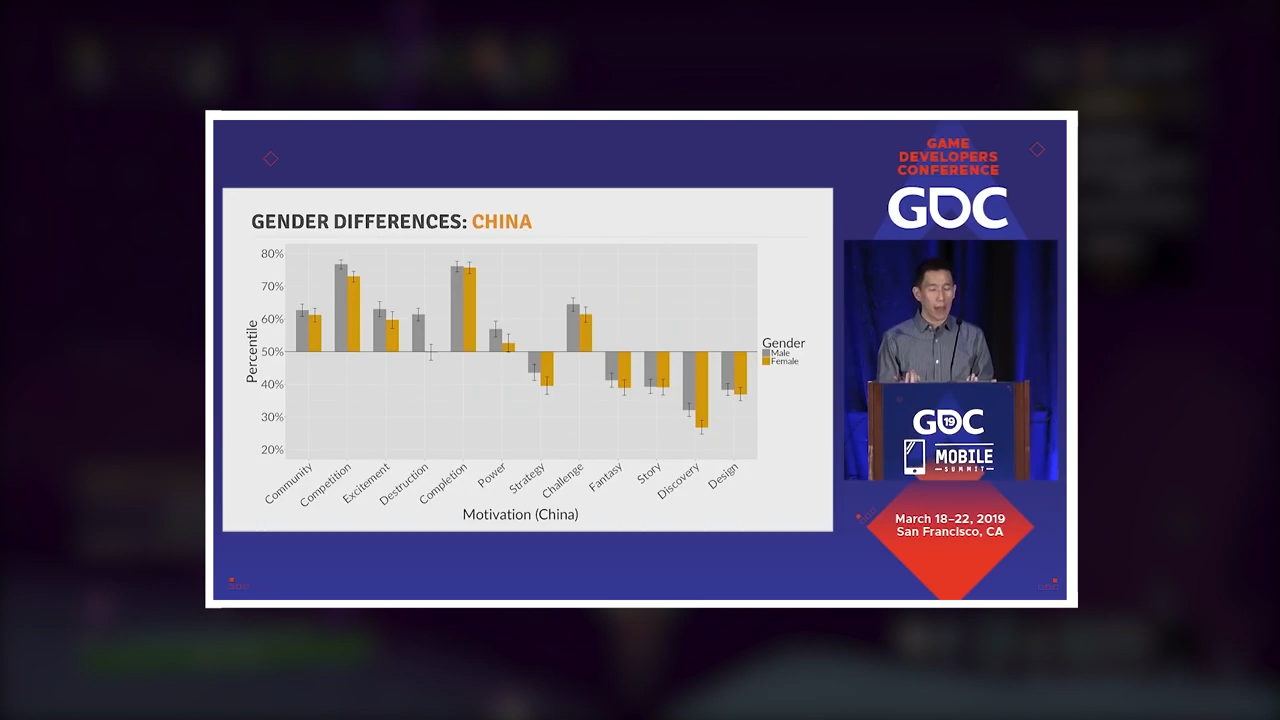 GENDER DIFFERENCES: CHINA
80%
70%
60%
50%
40%
30%
20%
Percentile
Community
Competition
Excitement
Destruction
Completion
Power
Strategy
Challenge
Fantasy
Story
Discovery
Design
Motivation (China)
Gender
Male
Female
GAME
DEVELOPERS
CONFERENCE
GDC
GDC
19
MOBILE
SUMMIT
March 18–22, 2019
San Francisco, CA